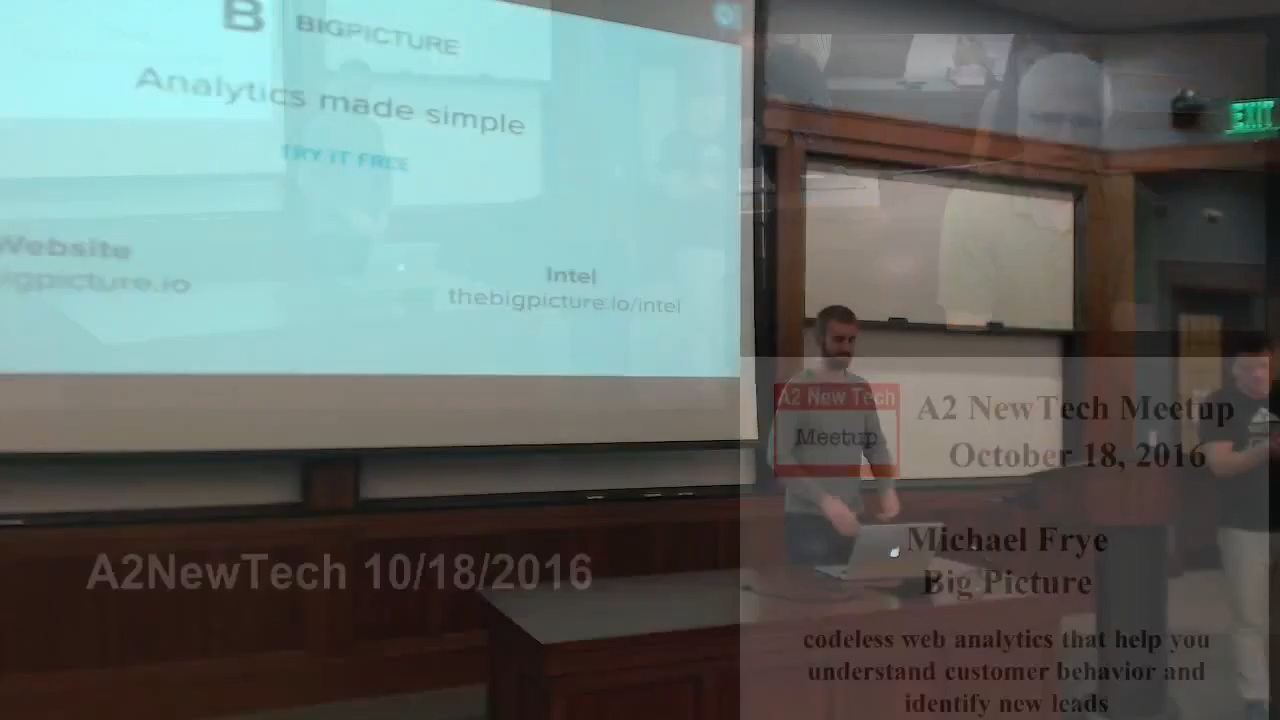 B BIGPICTURE
Analytics made simple
TRY IT FREE
Website
igpicture.io
Intel
thebigpicture.io/intel
EXIT
A2 New Tech
Meetup
A2 NewTech Meetup
October 18, 2016
Michael Frye
Big Picture
codeless web analytics that help you
understand customer behavior and
identify new leads
A2NewTech 10/18/2016